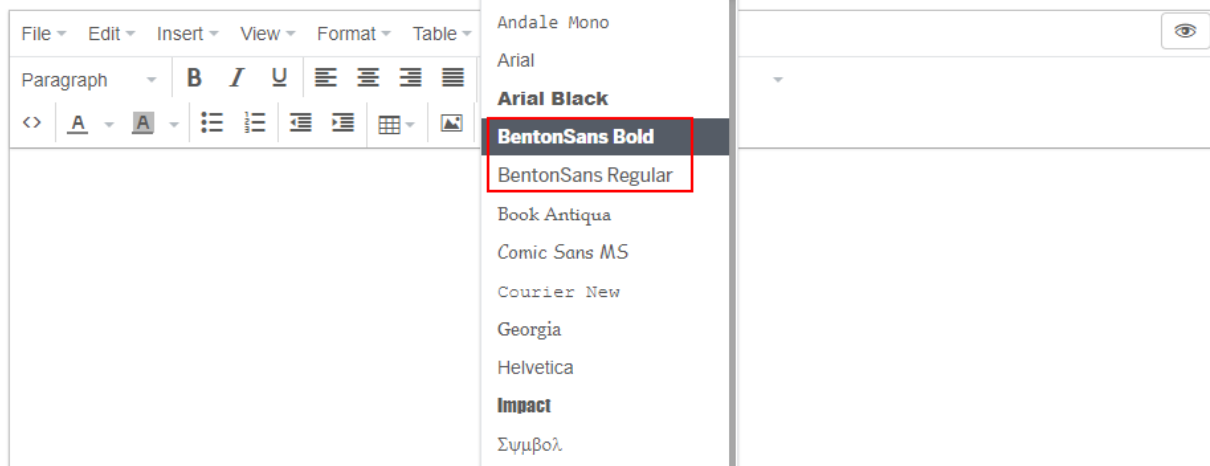 File Edit Insert View Format Table
Paragraph B I U
<> A A
Andale Mono
Arial
Arial Black
BentonSans Bold
BentonSans Regular
Book Antiqua
Comic Sans MS
Courier New
Georgia
Helvetica
Impact
Σψμβολ